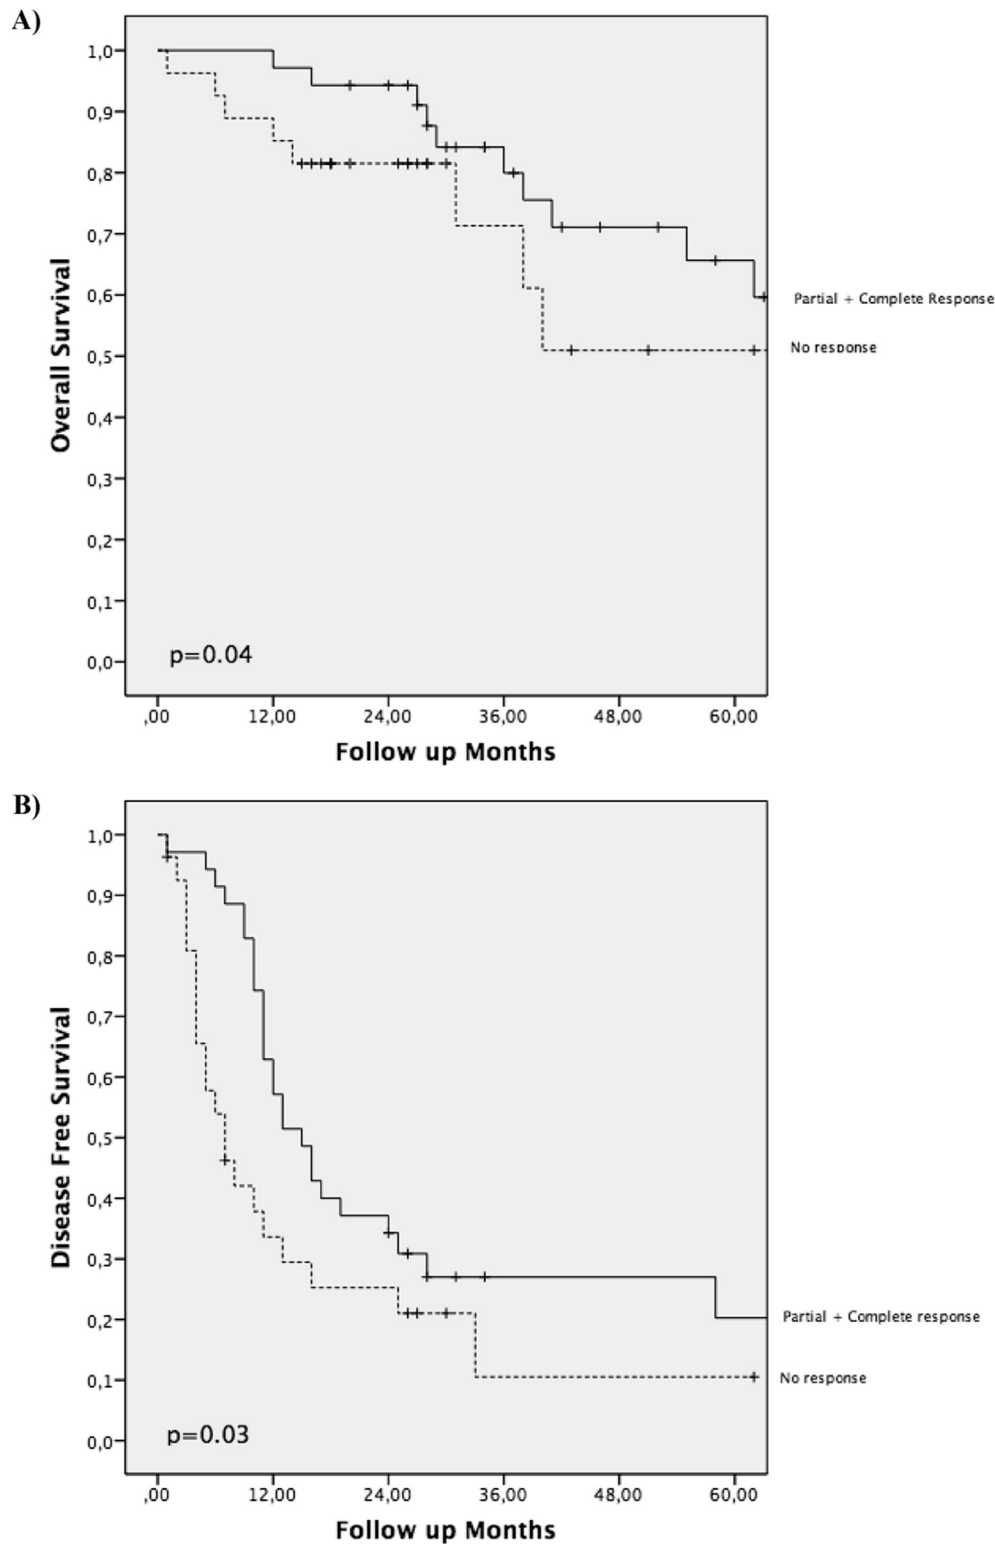 A)
1,0
0,9
0,8
0,7
0,6
0,5
0,4
0,3
0,2
0,1
0,0
Overall Survival
Partial + Complete Response
No response
p=0.04
,00 12,00 24,00 36,00 48,00 60,00
Follow up Months
B)
1,0
0,9
0,8
0,7
0,6
0,5
0,4
0,3
0,2
0,1
0,0
Disease Free Survival
Partial + Complete response
No response
p=0.03
,00 12,00 24,00 36,00 48,00 60,00
Follow up Months